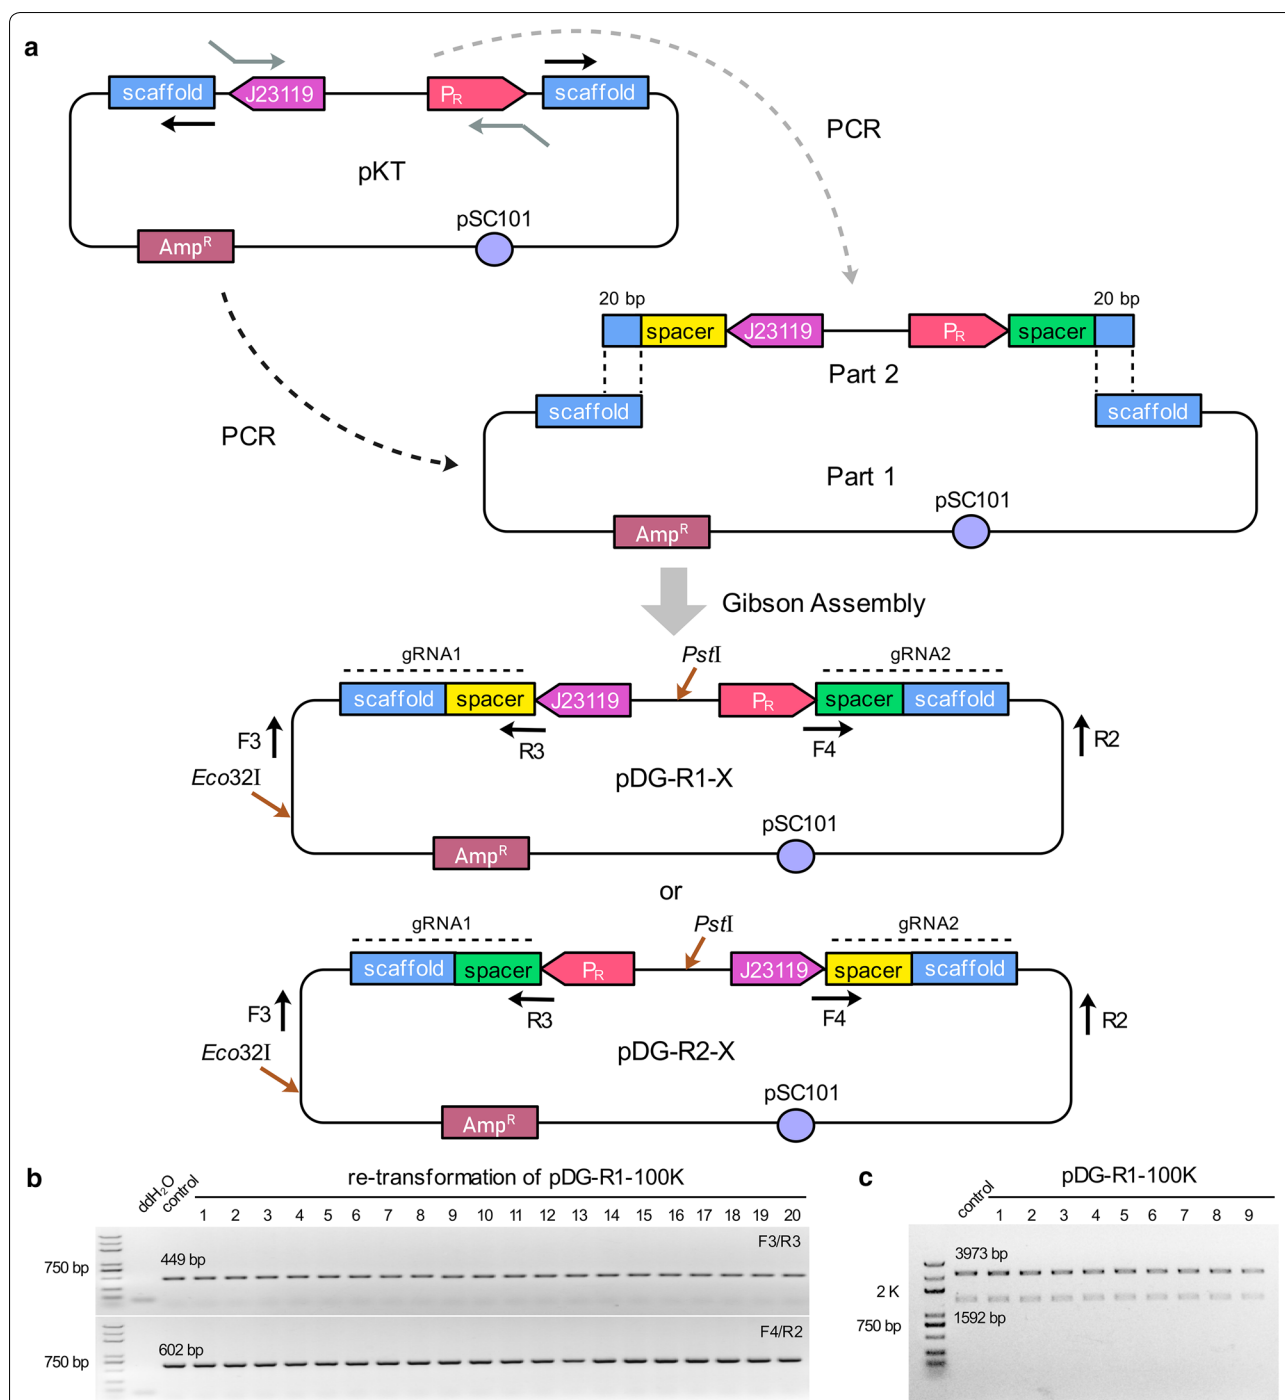 a
scaffold
J23119
PR
scaffold
pKT
AmpR
pSC101
PCR
PCR
20 bp
20 bp
spacer
J23119
PR
spacer
Part 2
scaffold
scaffold
Part 1
AmpR
pSC101
Gibson Assembly
gRNA1
PstI
gRNA2
scaffold
spacer
J23119
PR
spacer
scaffold
F3
R3
F4
R2
Eco32I
pDG-R1-X
AmpR
pSC101
or
gRNA1
PstI
gRNA2
scaffold
spacer
PR
J23119
spacer
scaffold
F3
R3
F4
R2
Eco32I
pDG-R2-X
AmpR
pSC101
b
ddH2O
control
re-transformation of pDG-R1-100K
1 2 3 4 5 6 7 8 9 10 11 12 13 14 15 16 17 18 19 20
750 bp
449 bp
F3/R3
750 bp
602 bp
F4/R2
c
control
pDG-R1-100K
1 2 3 4 5 6 7 8 9
3973 bp
2 K
1592 bp
750 bp